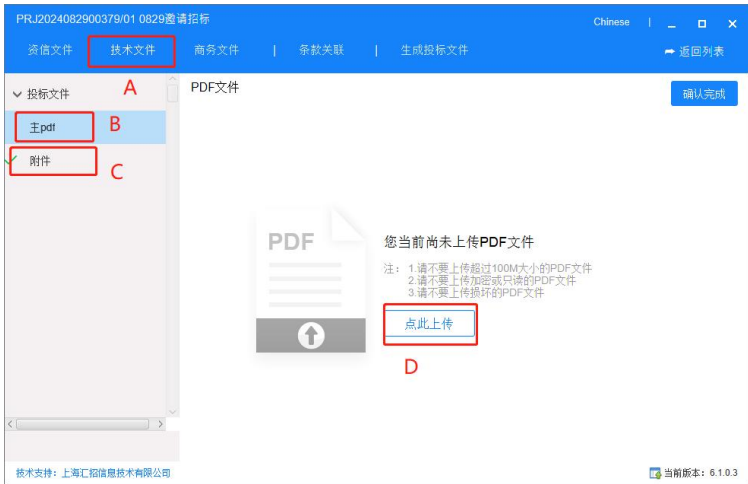 PRJ2024082900379/01 0829邀请招标
Chinese
资信文件
技术文件
商务文件
条款关联
生成投标文件
返回列表
A
投标文件
主pdf
B
附件
C
PDF文件
确认完成
PDF
您当前尚未上传PDF文件
注： 1.请不要上传超过100M大小的PDF文件
2.请不要上传加密或只读的PDF文件
3.请不要上传损坏的PDF文件
点此上传
D
技术支持：上海汇招信息技术有限公司
当前版本：6.1.0.3